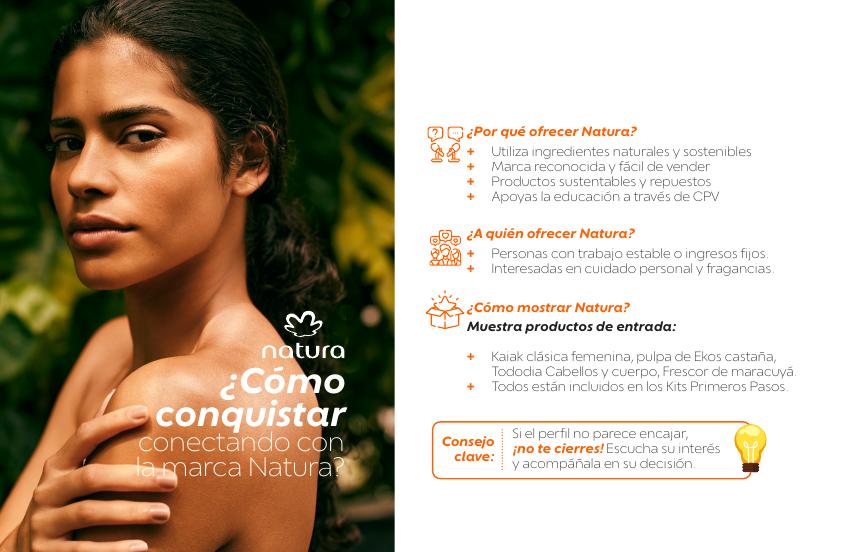 natura
¿Cómo
conquistar
conectando con
la marca Natura?
¿Por qué ofrecer Natura?
+ Utiliza ingredientes naturales y sostenibles
+ Marca reconocida y fácil de vender
+ Productos sustentables y repuestos
+ Apoyas la educación a través de CPV
¿A quién ofrecer Natura?
+ Personas con trabajo estable o ingresos fijos.
+ Interesadas en cuidado personal y fragancias.
¿Cómo mostrar Natura?
Muestra productos de entrada:
+ Kaiak clásica femenina, pulpa de Ekos castaña,
Tododia Cabellos y cuerpo, Frescor de maracuyá.
+ Todos están incluidos en los Kits Primeros Pasos.
Consejo
clave:
Si el perfil no parece encajar,
¡no te cierres! Escucha su interés
y acompáñala en su decisión.